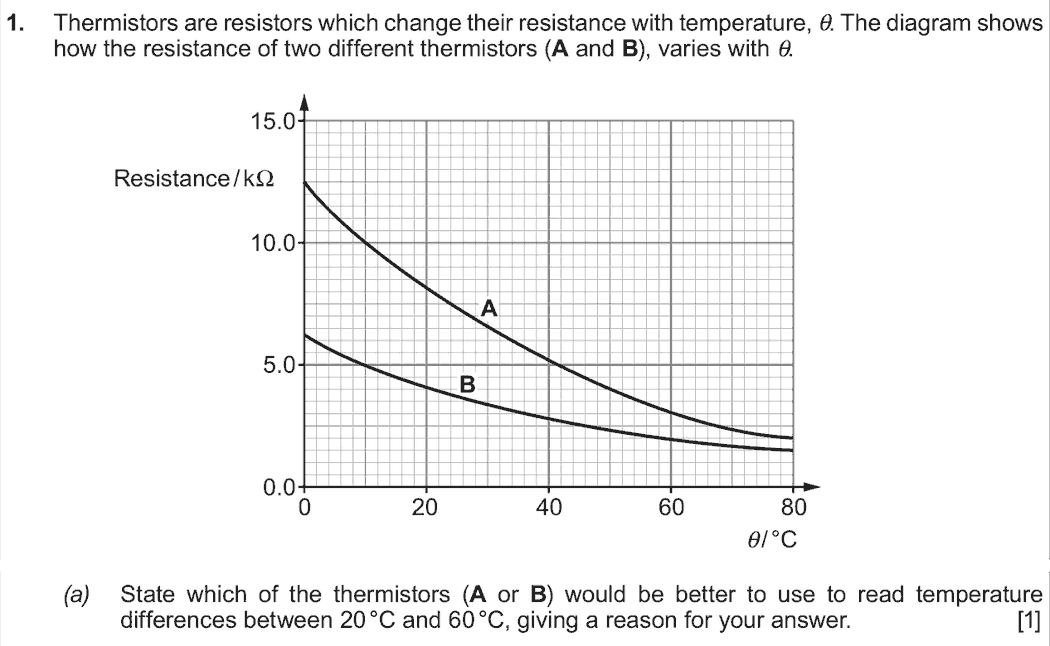 1. Thermistors are resistors which change their resistance with temperature, θ. The diagram shows
how the resistance of two different thermistors (A and B), varies with θ.
15.0
Resistance/kΩ
10.0
A
5.0
B
0.0
0 20 40 60 80
θ/°C
(a) State which of the thermistors (A or B) would be better to use to read temperature
differences between 20°C and 60°C, giving a reason for your answer. [1]